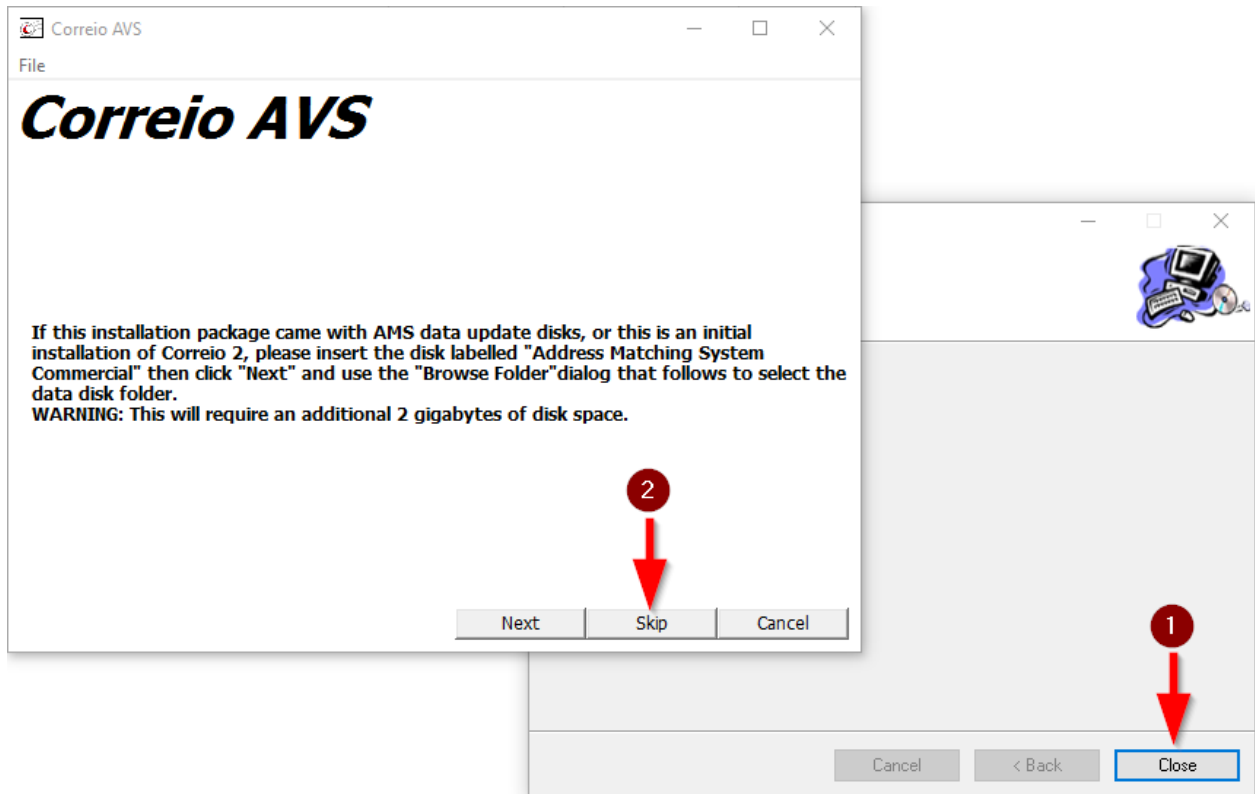 Correio AVS
File
Correio AVS
If this installation package came with AMS data update disks, or this is an initial
installation of Correio 2, please insert the disk labelled "Address Matching System
Commercial" then click "Next" and use the "Browse Folder"dialog that follows to select the
data disk folder.
WARNING: This will require an additional 2 gigabytes of disk space.
2
Next Skip Cancel
1
Cancel < Back Close